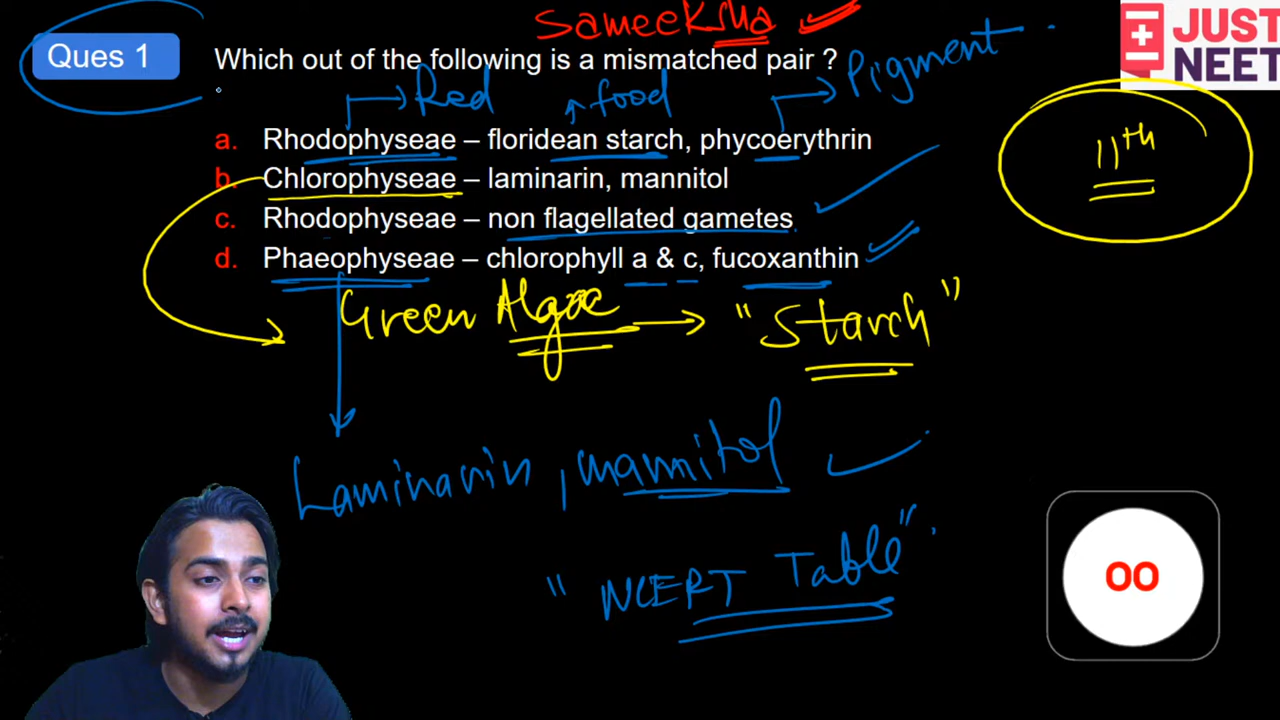 Sameeksha
JUST
NEET
Ques 1
Which out of the following is a mismatched pair ?
Red
food
Pigment
a. Rhodophyseae – floridean starch, phycoerythrin
b. Chlorophyseae – laminarin, mannitol
c. Rhodophyseae – non flagellated gametes
d. Phaeophyseae – chlorophyll a & c, fucoxanthin
11th
Green Algae → "Starch"
Laminarin, mannitol
"NCERT Table"
00